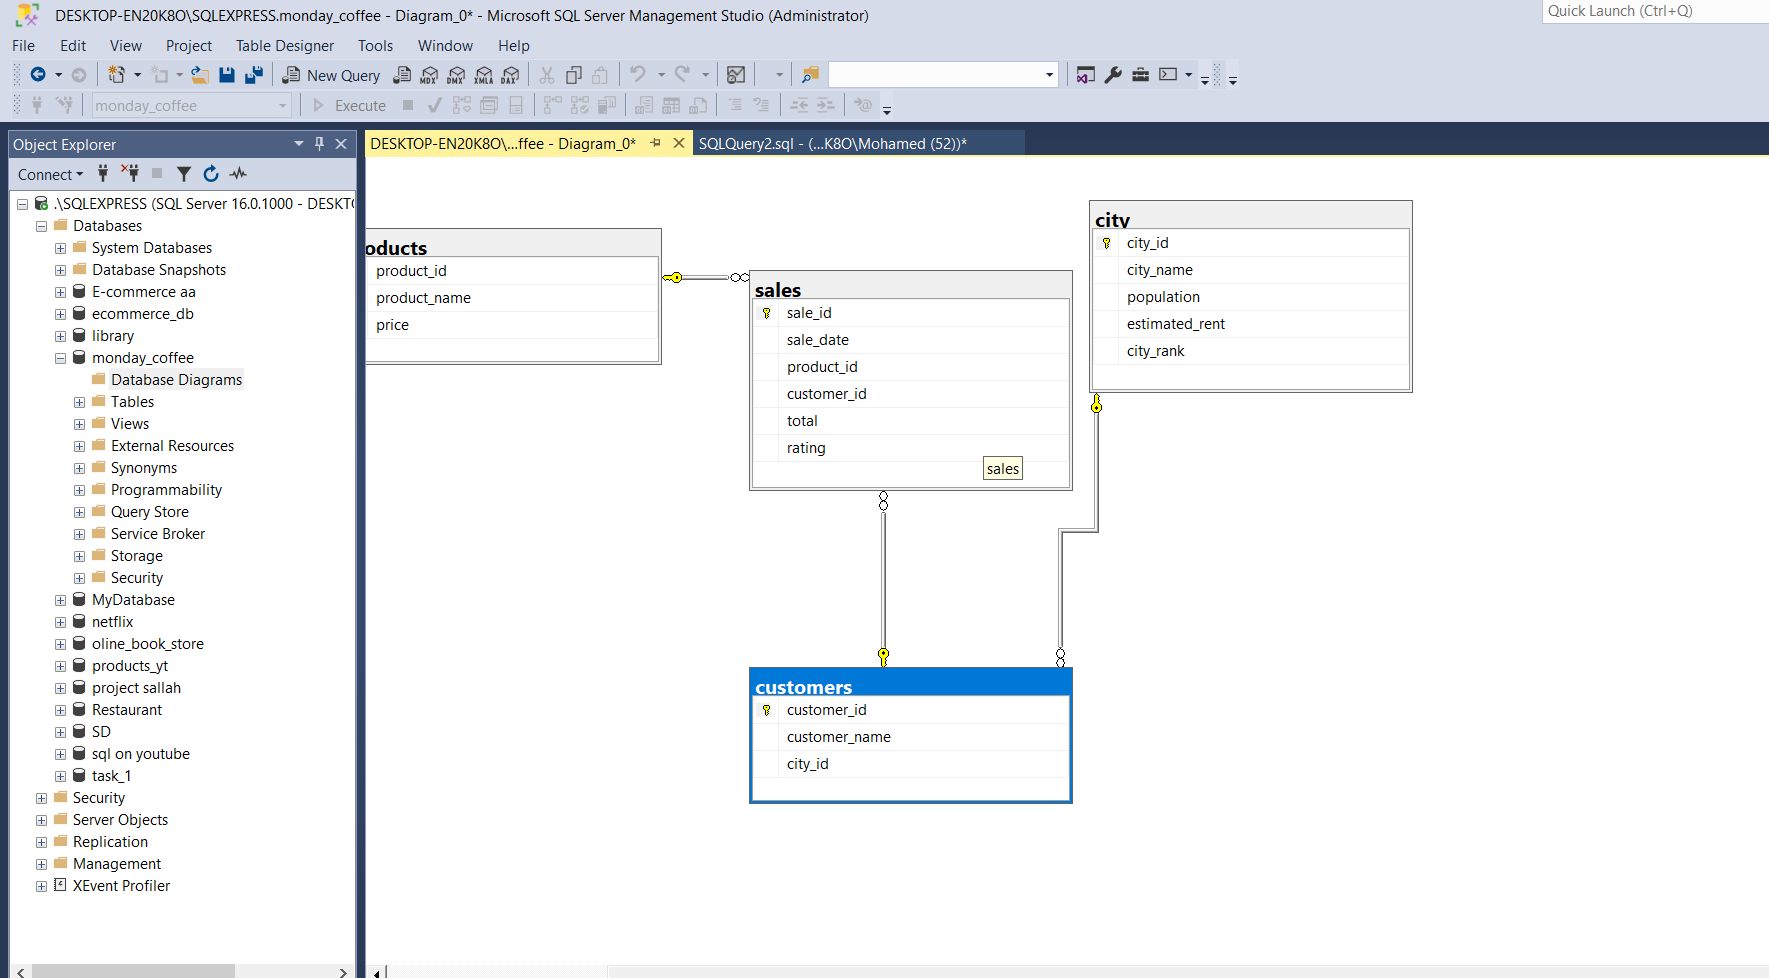 DESKTOP-EN20K8O\SQLEXPRESS.monday_coffee - Diagram_0* - Microsoft SQL Server Management Studio (Administrator)
Quick Launch (Ctrl+Q)
File Edit View Project Table Designer Tools Window Help
New Query MDX DMX XMLA DAX
monday_coffee Execute
Object Explorer
DESKTOP-EN20K8O\...ffee - Diagram_0*
SQLQuery2.sql - (...K8O\Mohamed (52))*
Connect
.\SQLEXPRESS (SQL Server 16.0.1000 - DESKT
Databases
System Databases
Database Snapshots
E-commerce aa
ecommerce_db
library
monday_coffee
Database Diagrams
Tables
Views
External Resources
Synonyms
Programmability
Query Store
Service Broker
Storage
Security
MyDatabase
netflix
oline_book_store
products_yt
project sallah
Restaurant
SD
sql on youtube
task_1
Security
Server Objects
Replication
Management
XEvent Profiler
oducts
product_id
product_name
price
sales
sale_id
sale_date
product_id
customer_id
total
rating
sales
city
city_id
city_name
population
estimated_rent
city_rank
customers
customer_id
customer_name
city_id